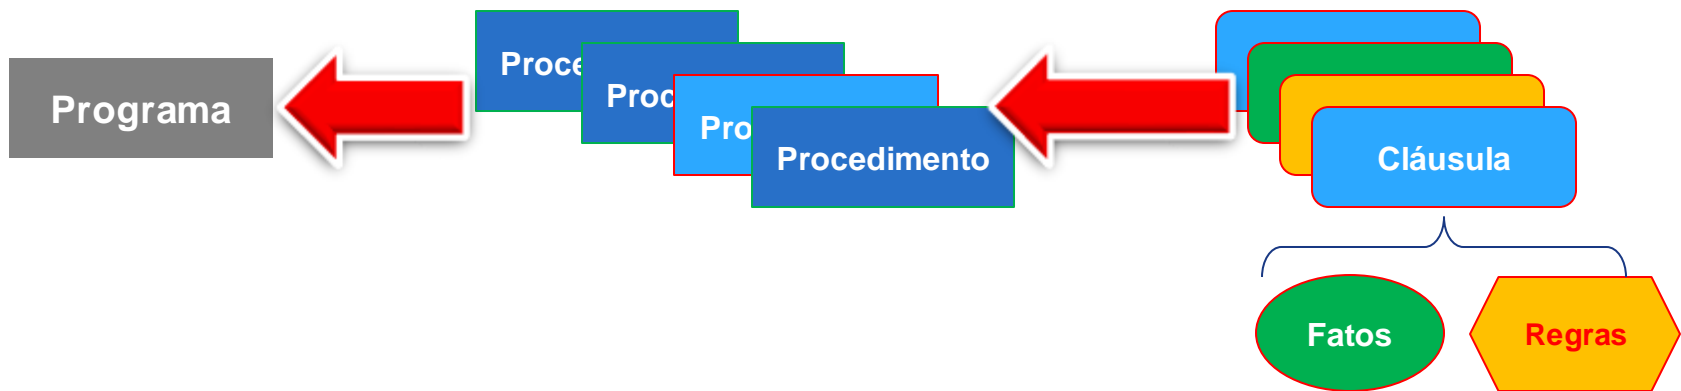 Programa
Proce
Proc
Pro
Procedimento
Cláusula
Fatos
Regras